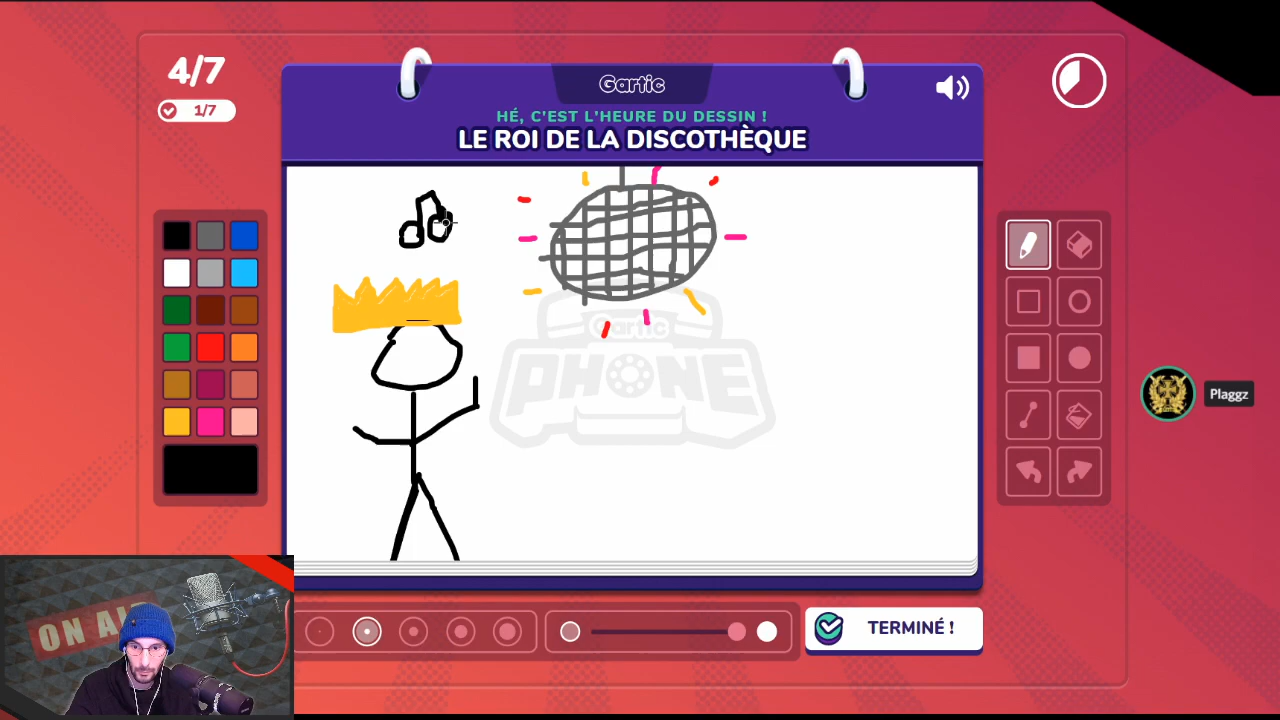 4/7
1/7
Gartic
HÉ, C'EST L'HEURE DU DESSIN !
LE ROI DE LA DISCOTHÈQUE
Gartic
PHONE
Plaggz
ON AI
TERMINÉ !